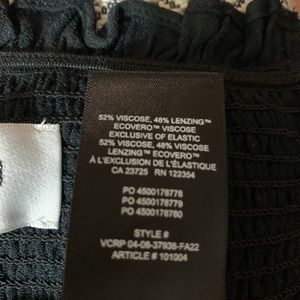 52% VISCOSE, 48% LENZING™
ECOVERO™ VISCOSE
EXCLUSIVE OF ELASTIC
52% VISCOSE, 48% VISCOSE
LENZING™ ECOVERO™
À L'EXCLUSION DE L'ÉLASTIQUE
CA 23725 RN 122354
PO 4500178778
PO 4500178779
PO 4500178780
STYLE #
VCRP 04-08-37938-FA22
ARTICLE # 101004